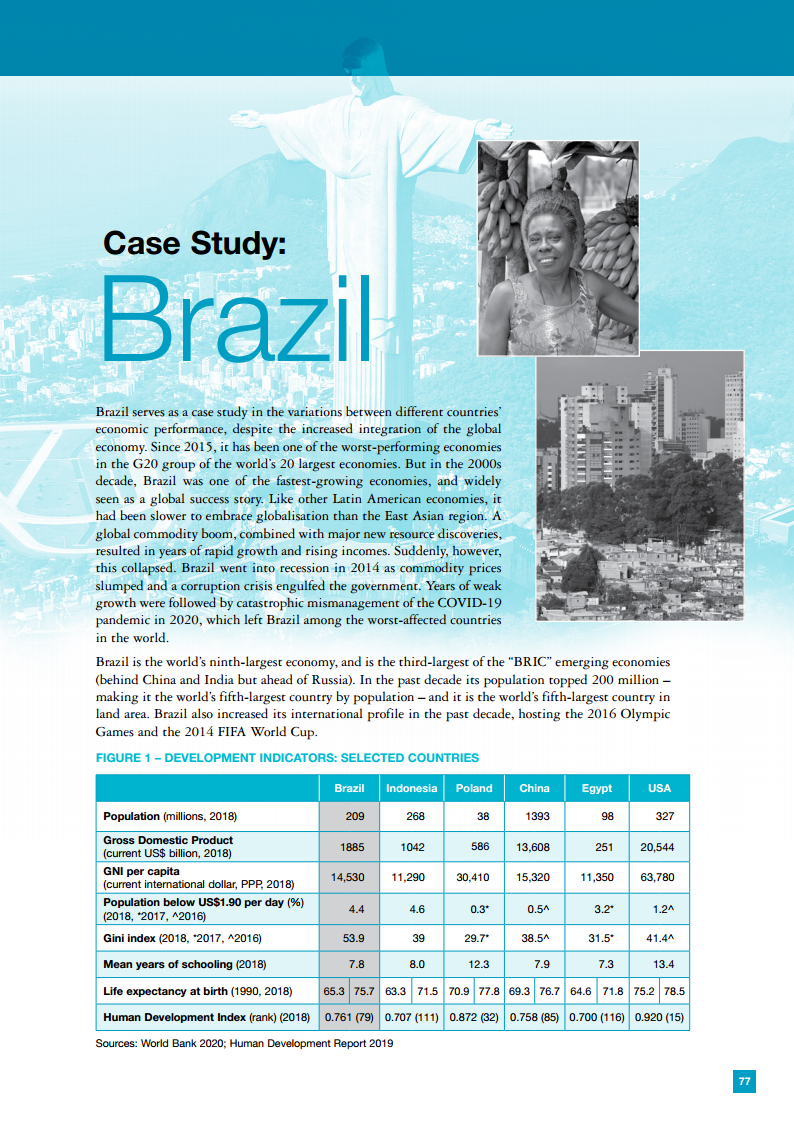 Case Study:
Brazil
Brazil serves as a case study in the variations between different countries'
economic performance, despite the increased integration of the global
economy. Since 2015, it has been one of the worst-performing economies
in the G20 group of the world's 20 largest economies. But in the 2000s
decade, Brazil was one of the fastest-growing economies, and widely
seen as a global success story. Like other Latin American economies, it
had been slower to embrace globalisation than the East Asian region. A
global commodity boom, combined with major new resource discoveries,
resulted in years of rapid growth and rising incomes. Suddenly, however,
this collapsed. Brazil went into recession in 2014 as commodity prices
slumped and a corruption crisis engulfed the government. Years of weak
growth were followed by catastrophic mismanagement of the COVID-19
pandemic in 2020, which left Brazil among the worst-affected countries
in the world.
Brazil is the world's ninth-largest economy, and is the third-largest of the "BRIC" emerging economies
(behind China and India but ahead of Russia). In the past decade its population topped 200 million –
making it the world's fifth-largest country by population – and it is the world's fifth-largest country in
land area. Brazil also increased its international profile in the past decade, hosting the 2016 Olympic
Games and the 2014 FIFA World Cup.
FIGURE 1 – DEVELOPMENT INDICATORS: SELECTED COUNTRIES
Brazil Indonesia Poland China Egypt USA
Population (millions, 2018) 209 268 38 1393 98 327
Gross Domestic Product
(current US$ billion, 2018) 1885 1042 586 13,608 251 20,544
GNI per capita
(current international dollar, PPP, 2018) 14,530 11,290 30,410 15,320 11,350 63,780
Population below US$1.90 per day (%)
(2018, *2017, ^2016) 4.4 4.6 0.3* 0.5^ 3.2* 1.2^
Gini index (2018, *2017, ^2016) 53.9 39 29.7* 38.5^ 31.5* 41.4^
Mean years of schooling (2018) 7.8 8.0 12.3 7.9 7.3 13.4
Life expectancy at birth (1990, 2018) 65.3 75.7 63.3 71.5 70.9 77.8 69.3 76.7 64.6 71.8 75.2 78.5
Human Development Index (rank) (2018) 0.761 (79) 0.707 (111) 0.872 (32) 0.758 (85) 0.700 (116) 0.920 (15)
Sources: World Bank 2020; Human Development Report 2019
77